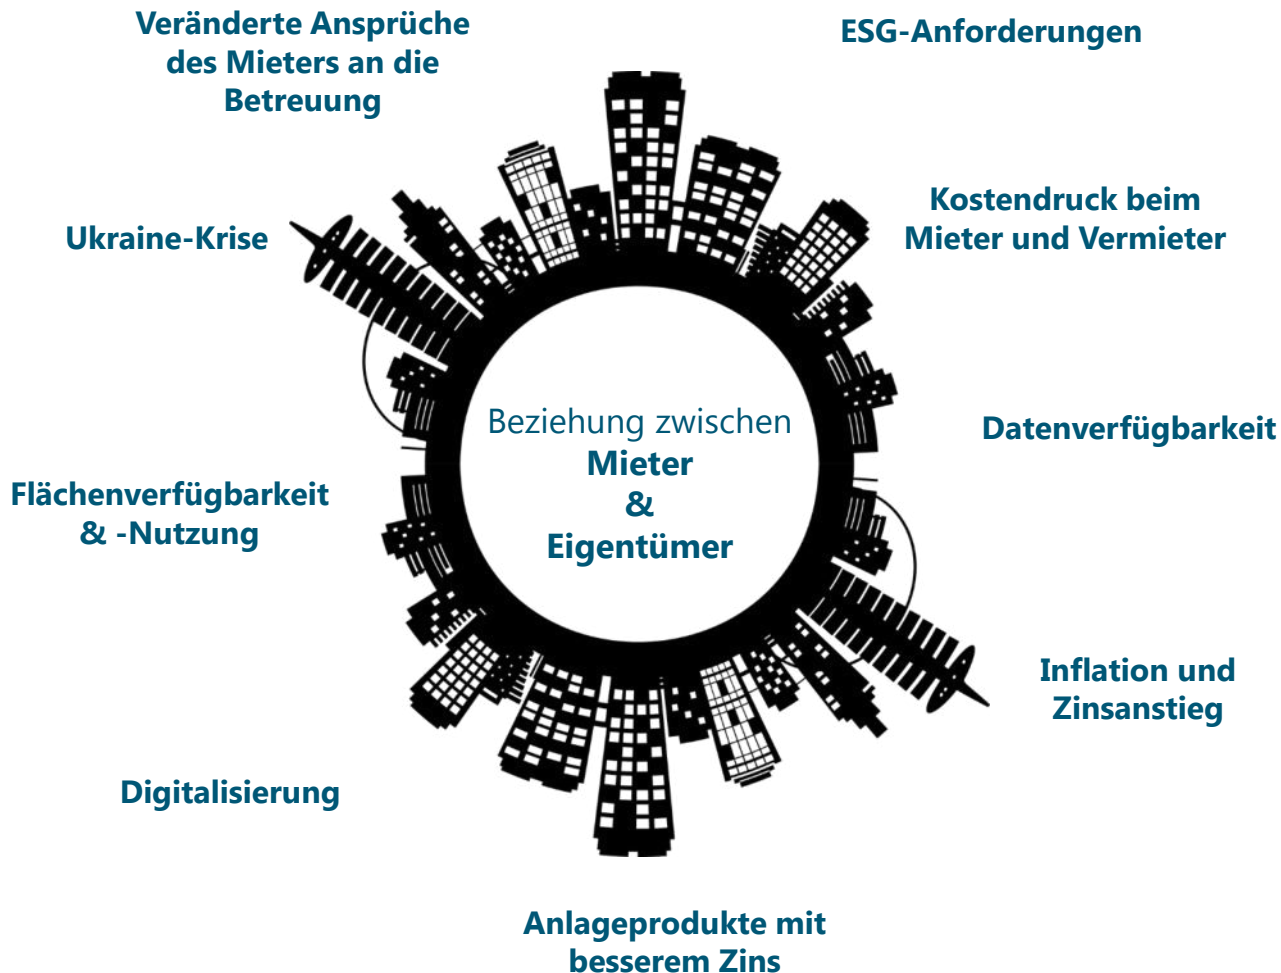 Veränderte Ansprüche
des Mieters an die
Betreuung
ESG-Anforderungen
Kostendruck beim
Mieter und Vermieter
Ukraine-Krise
Beziehung zwischen
Mieter
&
Eigentümer
Datenverfügbarkeit
Flächenverfügbarkeit
& -Nutzung
Inflation und
Zinsanstieg
Digitalisierung
Anlageprodukte mit
besserem Zins